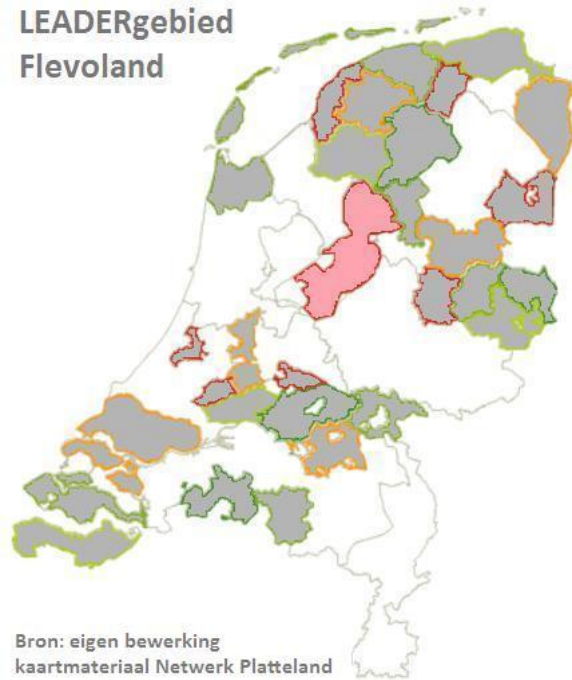 LEADERgebied
Flevoland
Bron: eigen bewerking
kaartmateriaal Netwerk Platteland